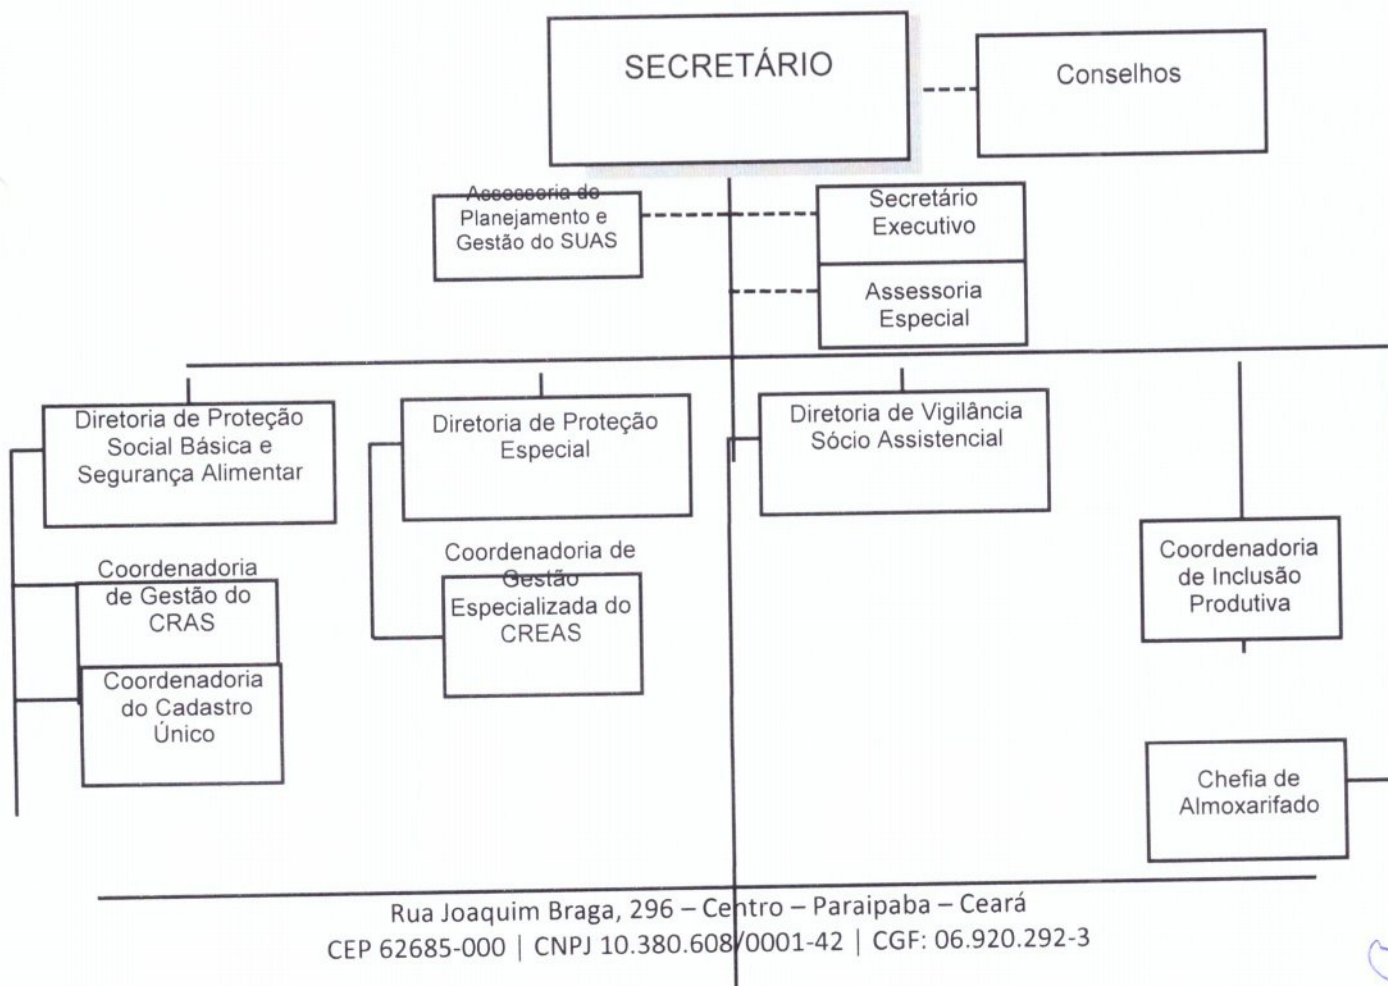 SECRETÁRIO
Conselhos
Assessoria de
Planejamento e
Gestão do SUAS
Secretário
Executivo
Assessoria
Especial
Diretoria de Proteção
Social Básica e
Segurança Alimentar
Diretoria de Proteção
Especial
Diretoria de Vigilância
Sócio Assistencial
Coordenadoria
de Gestão do
CRAS
Coordenadoria
do Cadastro
Único
Coordenadoria de
Gestão
Especializada do
CREAS
Coordenadoria
de Inclusão
Produtiva
Chefia de
Almoxarifado
Rua Joaquim Braga, 296 – Centro – Paraipaba – Ceará
CEP 62685-000 | CNPJ 10.380.608/0001-42 | CGF: 06.920.292-3